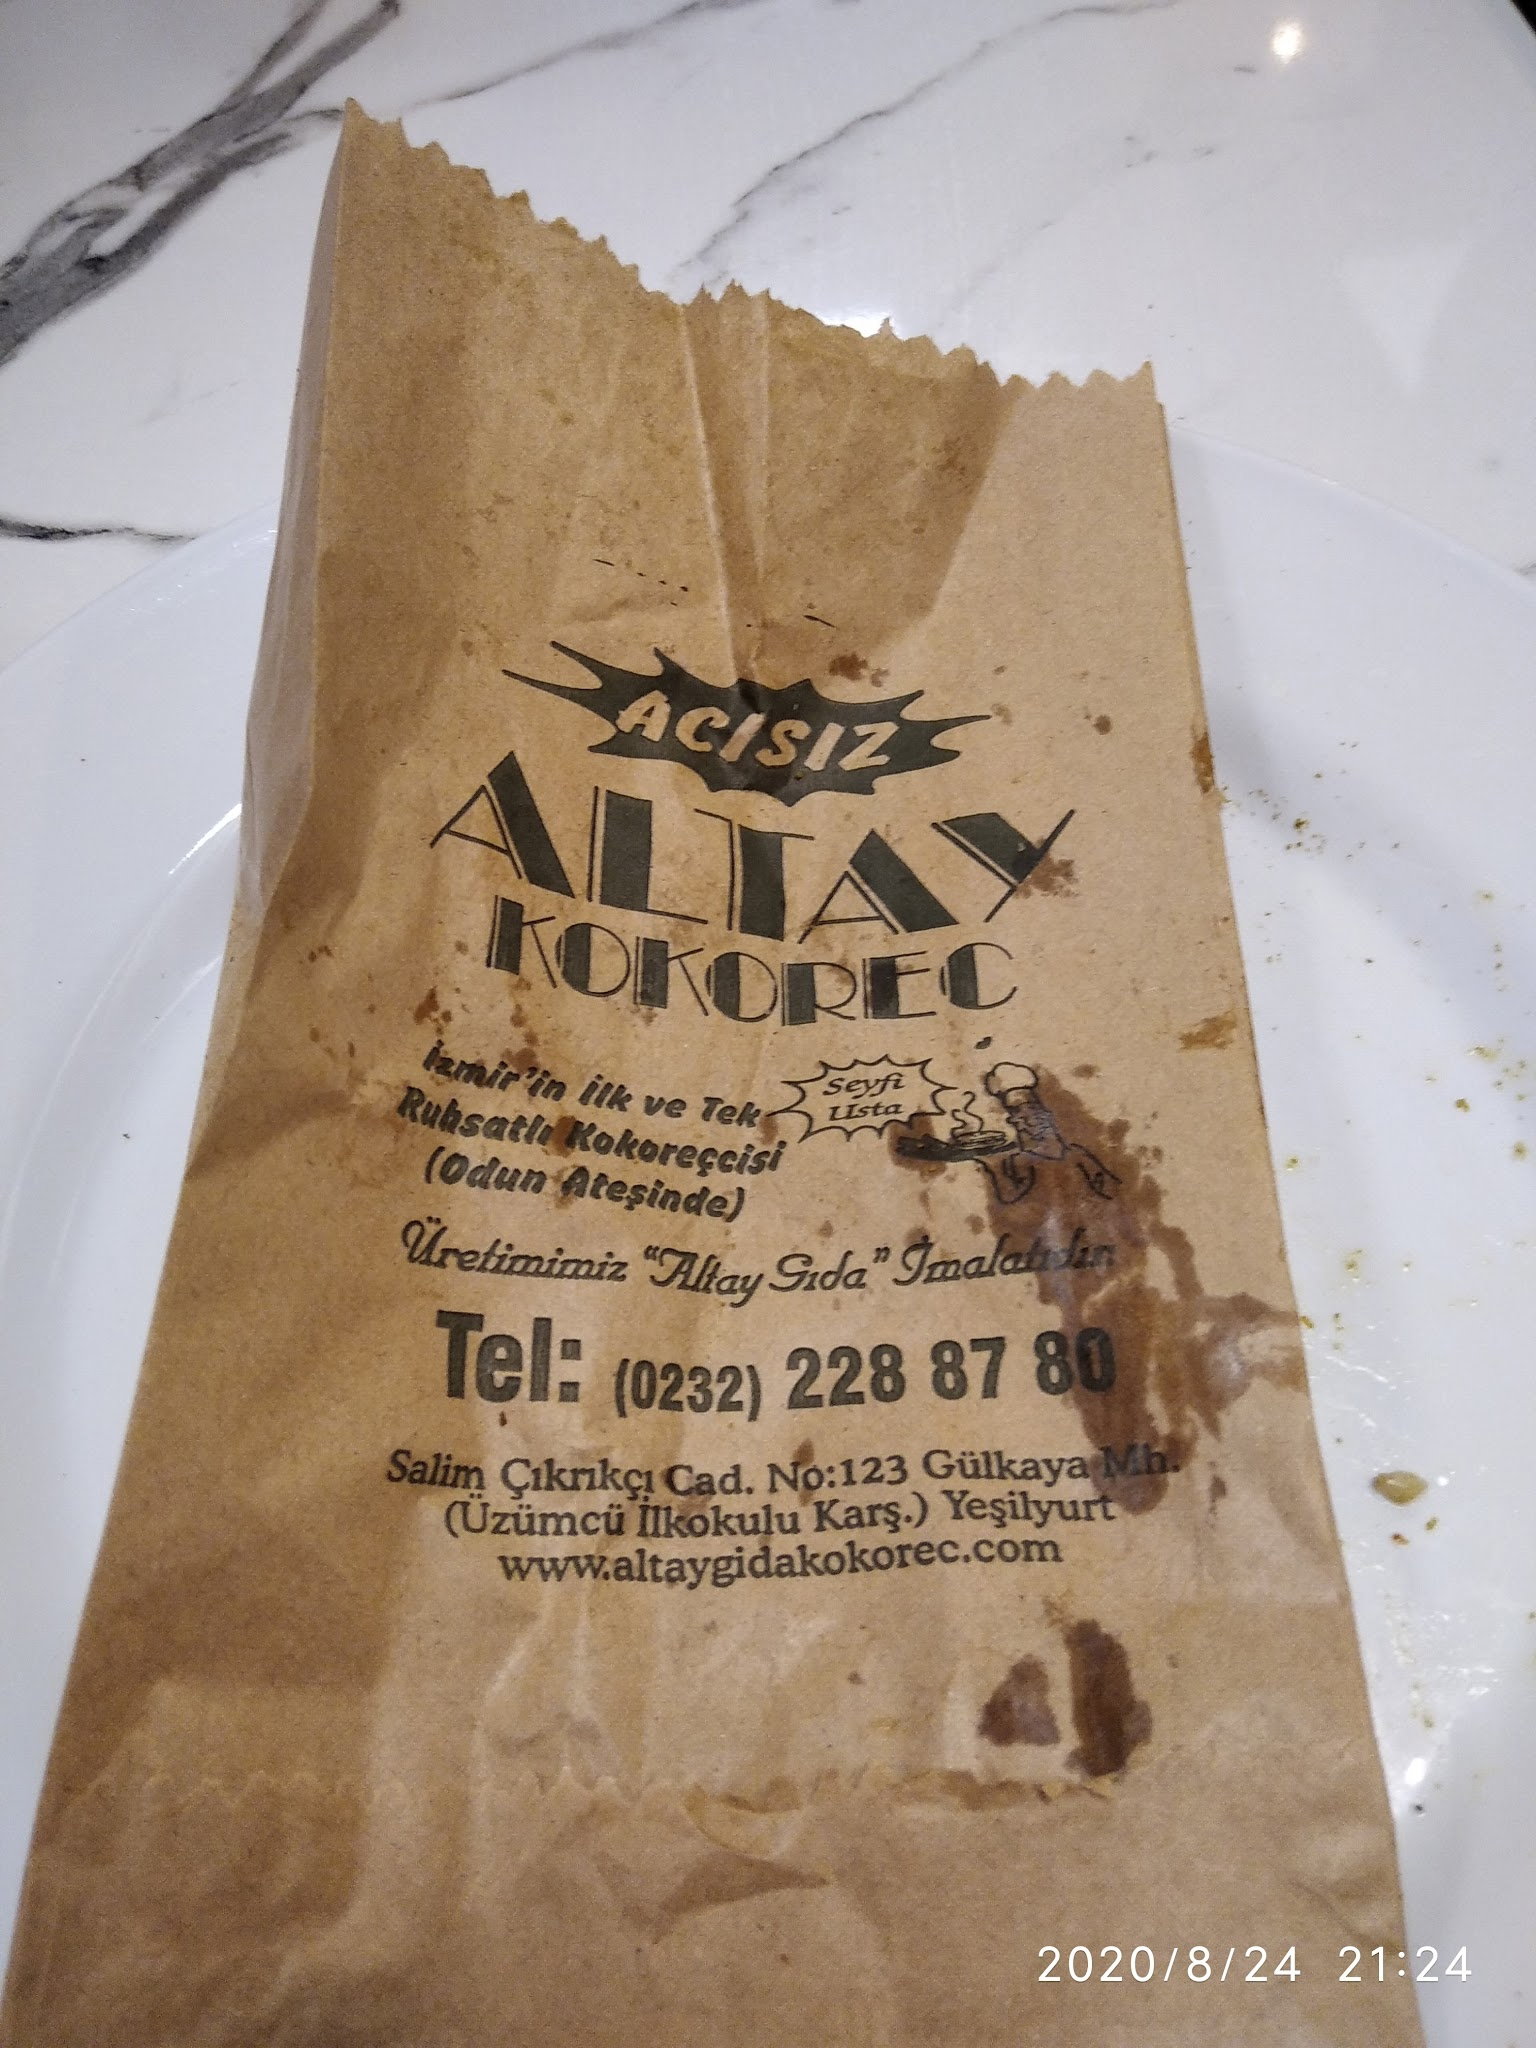 ACISIZ
ALTAY
KOKOREC
İzmir'in İlk ve Tek
Ruhsatlı Kokoreççisi
(Odun Ateşinde)
Seyfi
Usta
Üretimimiz "Altay Gıda" İmalatıdır.
Tel: (0232) 228 87 80
Salim Çıkrıkçı Cad. No:123 Gülkaya Mh.
(Üzümcü İlkokulu Karş.) Yeşilyurt
www.altaygidakokorec.com
2020/8/24 21:24